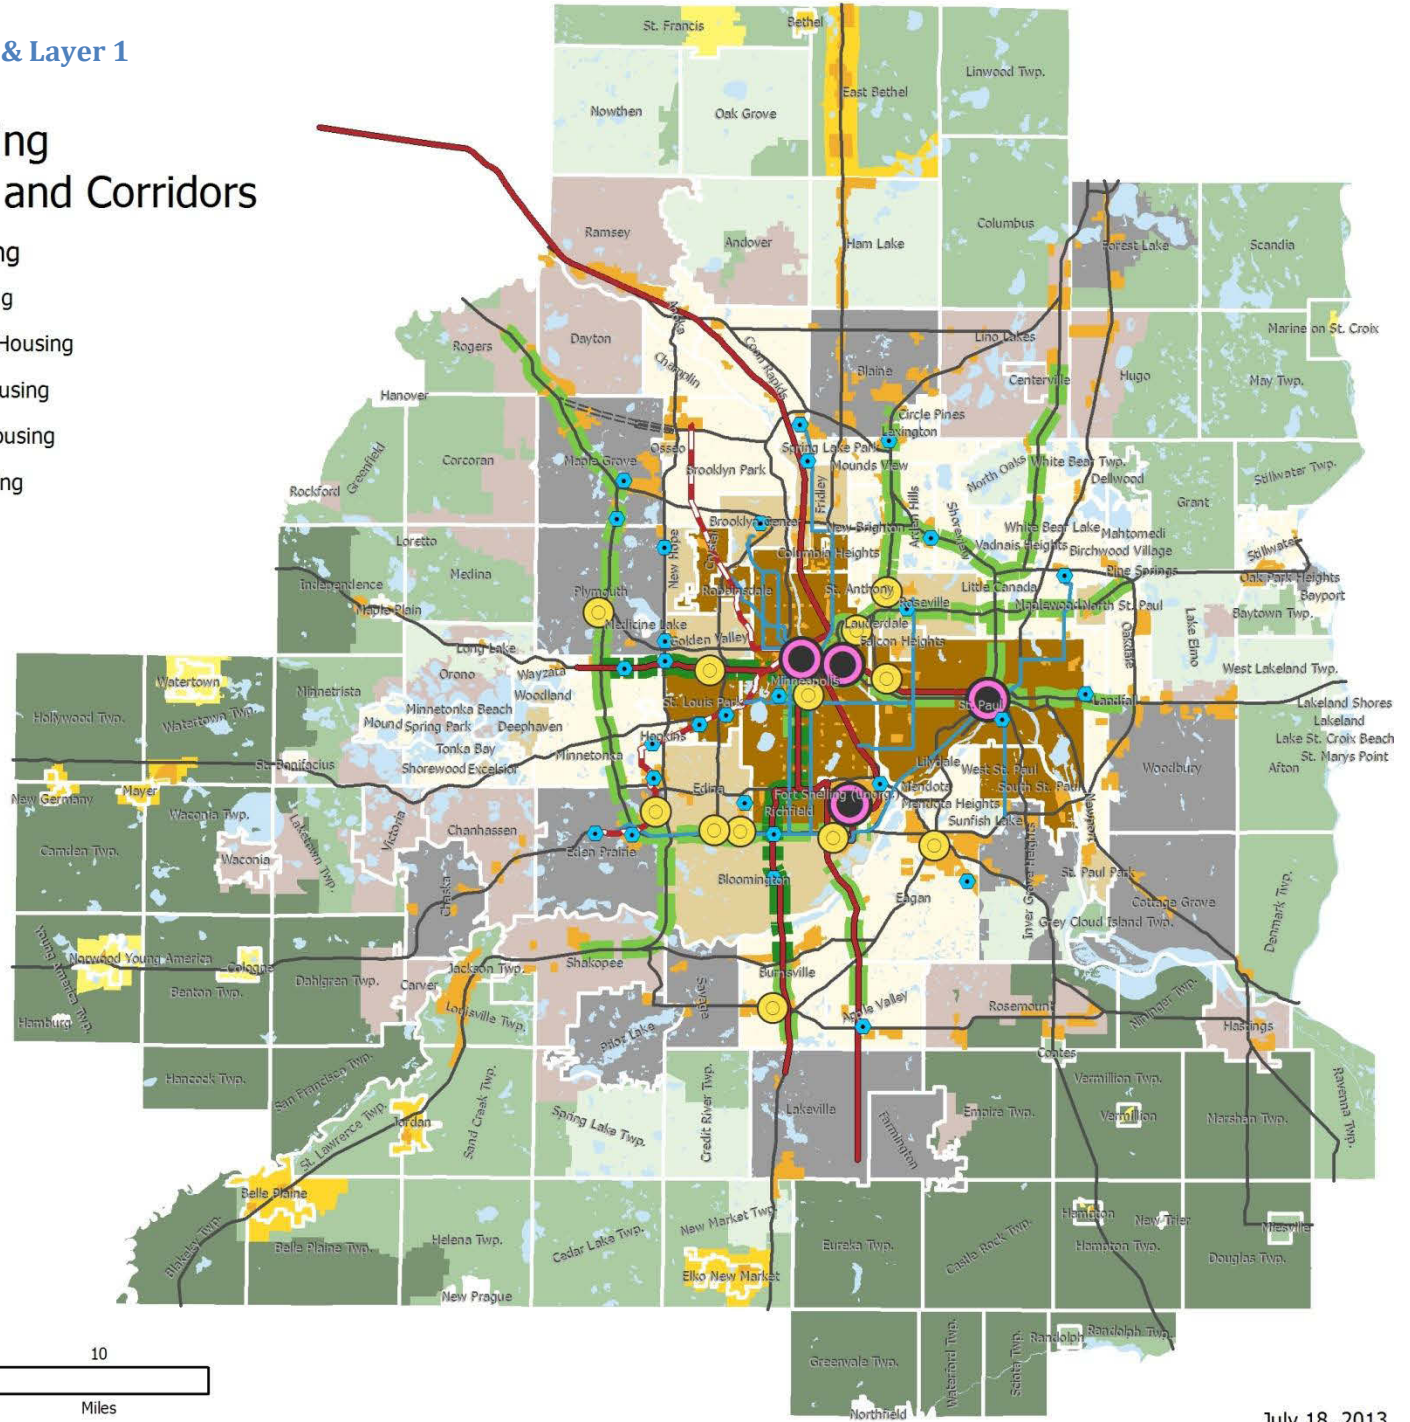 & Layer 1
ng
and Corridors
ng
g
Housing
using
ousing
ng
St. Francis
Bethel
Linwood Twp.
East Bethel
Nowthen
Oak Grove
Columbus
Ramsey
Andover
Ham Lake
Forest Lake
Scandia
Marine on St. Croix
Rogers
Dayton
Anoka
Coon Rapids
Lino Lakes
Champlin
Blaine
Centerville
Hugo
May Twp.
Hanover
Circle Pines
Lexington
Osseo
Spring Lake Park
Mounds View
Corcoran
Greenfield
Maple Grove
Brooklyn Park
North Oaks
White Bear Twp.
Dellwood
Stillwater Twp.
Rockford
Fridley
Grant
Brooklyn Center
New Brighton
Arden Hills
Shoreview
White Bear Lake
Mahtomedi
Loretto
New Hope
Crystal
Columbia Heights
Vadnais Heights
Birchwood Village
Stillwater
Independence
Medina
Plymouth
Robbinsdale
St. Anthony
Little Canada
Pine Springs
Oak Park Heights
Bayport
Maple Plain
Medicine Lake
Roseville
Maplewood
North St. Paul
Baytown Twp.
Golden Valley
Lauderdale
Falcon Heights
Oakdale
Lake Elmo
Long Lake
Orono
Wayzata
Woodland
Minneapolis
West Lakeland Twp.
Watertown
Minnetrista
Minnetonka Beach
St. Louis Park
St. Paul
Landfall
Lakeland Shores
Hollywood Twp.
Watertown Twp.
Mound
Spring Park
Deephaven
Lakeland
Tonka Bay
Minnetonka
Hopkins
Lake St. Croix Beach
St. Bonifacius
Shorewood
Excelsior
Lilydale
West St. Paul
Woodbury
Afton
St. Marys Point
New Germany
Mayer
Edina
Richfield
Fort Snelling (unorg.)
Mendota
South St. Paul
Mendota Heights
Newport
Waconia Twp.
Laketown Twp.
Victoria
Chanhassen
Sunfish Lake
Camden Twp.
Waconia
Eden Prairie
Bloomington
St. Paul Park
Chaska
Eagan
Inver Grove Heights
Cottage Grove
Denmark Twp.
Grey Cloud Island Twp.
Young America Twp.
Norwood Young America
Cologne
Jackson Twp.
Shakopee
Burnsville
Benton Twp.
Dahlgren Twp.
Carver
Louisville Twp.
Savage
Apple Valley
Rosemount
Nininger Twp.
Hamburg
Prior Lake
Hastings
Coates
Hancock Twp.
San Francisco Twp.
Vermillion Twp.
Ravenna Twp.
St. Lawrence Twp.
Jordan
Sand Creek Twp.
Spring Lake Twp.
Credit River Twp.
Lakeville
Farmington
Empire Twp.
Vermillion
Marshan Twp.
Belle Plaine
Blakeley Twp.
Belle Plaine Twp.
Helena Twp.
Cedar Lake Twp.
New Market Twp.
Eureka Twp.
Castle Rock Twp.
Hampton
New Trier
Miesville
Hampton Twp.
Douglas Twp.
Elko New Market
New Prague
Greenvale Twp.
Waterford Twp.
Sciota Twp.
Randolph
Randolph Twp.
10
Miles
Northfield
July 18, 2013